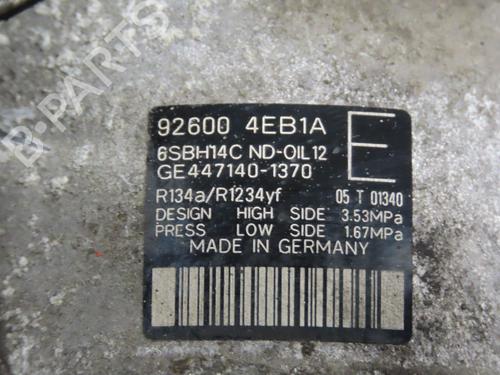 92600 4EB1A
E
6SBH14C ND-OIL12
GE447140-1370
R134a/R1234yf 05 T 01340
DESIGN HIGH SIDE 3.53MPa
PRESS LOW SIDE 1.67MPa
MADE IN GERMANY
B-PARTS